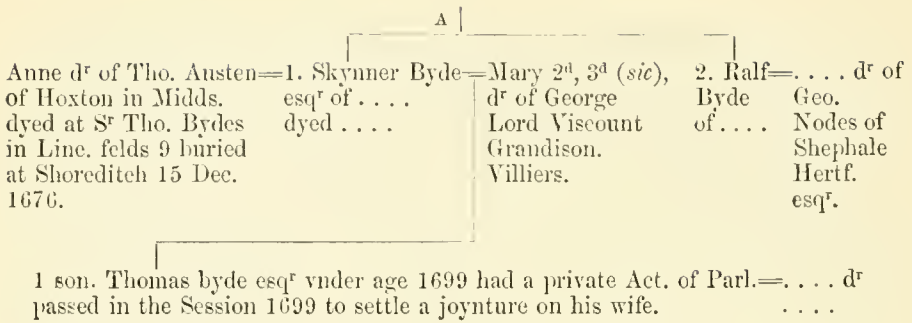 A
Anne dʳ of Tho. Austen=1. Skynner Byde=Mary 2ᵈ, 3ᵈ (sic), 2. Ralf=. . . . dʳ of
of Hoxton in Midds. esqʳ of . . . . dʳ of George Byde Geo.
dyed at Sʳ Tho. Bydes dyed . . . . Lord Viscount of . . . . Nodes of
in Linc. felds 9 buried Grandison. Shephale
at Shoreditch 15 Dec. Villiers. Hertf.
1676. esqʳ.
1 son. Thomas byde esqʳ vnder age 1699 had a private Act. of Parl.=. . . . dʳ
passed in the Session 1699 to settle a joynture on his wife. . . . .